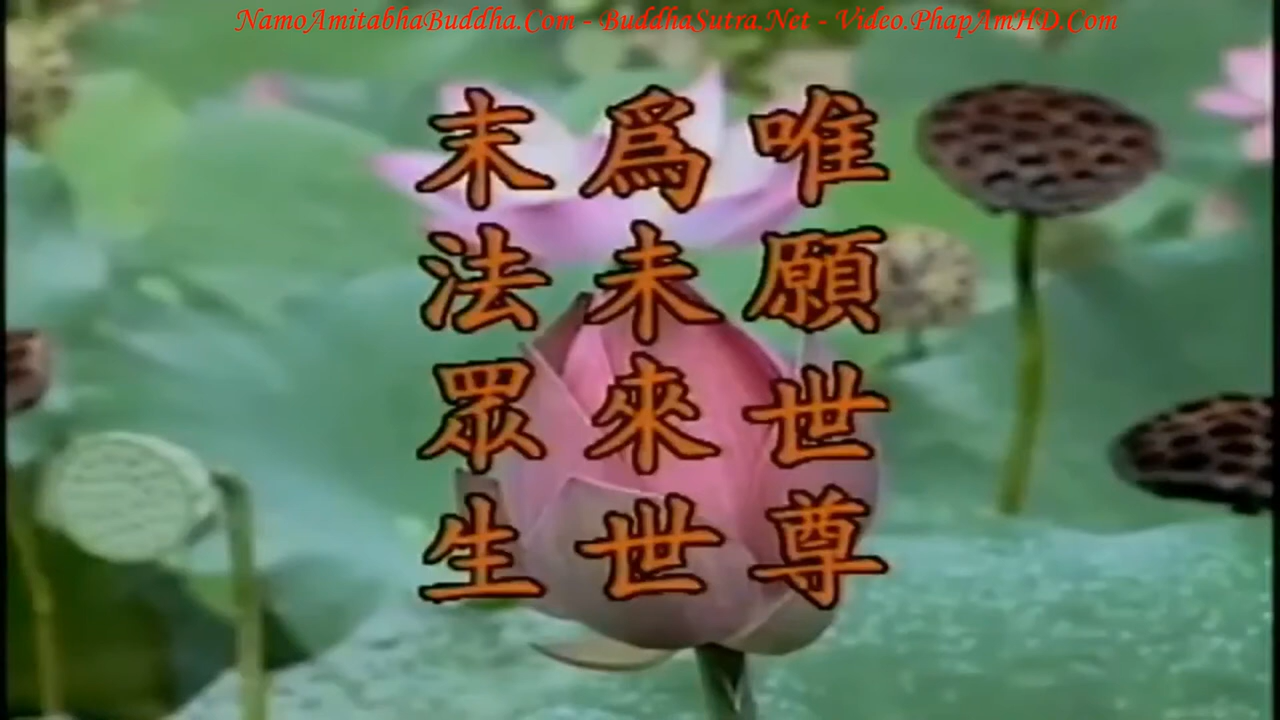 NamoAmitabhaBuddha.Com - BuddhaSutra.Net - Video.PhapAmHD.Com
唯願世尊
爲未來世
末法眾生